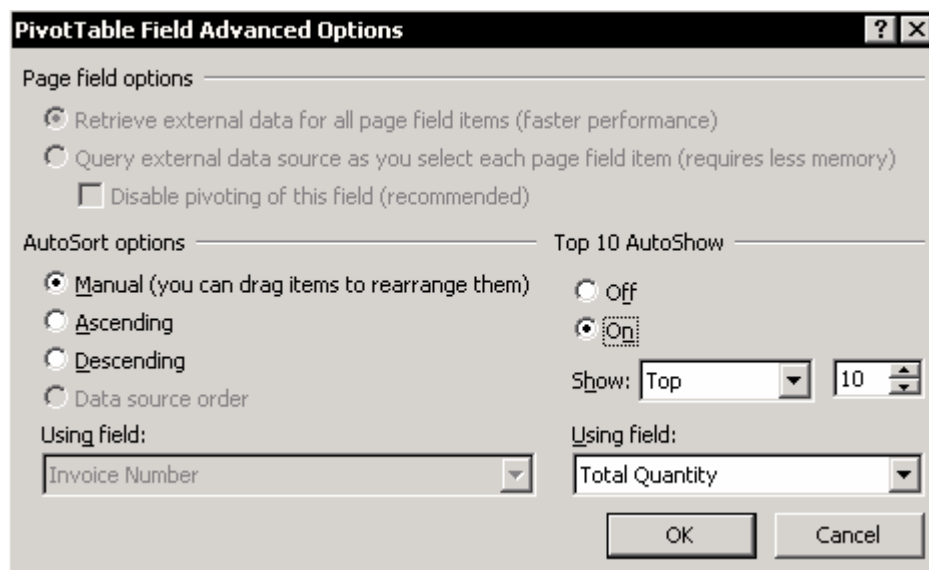 PivotTable Field Advanced Options
Page field options
Retrieve external data for all page field items (faster performance)
Query external data source as you select each page field item (requires less memory)
Disable pivoting of this field (recommended)
AutoSort options
Manual (you can drag items to rearrange them)
Ascending
Descending
Data source order
Using field:
Invoice Number
Top 10 AutoShow
Off
On
Show: Top 10
Using field:
Total Quantity
OK Cancel